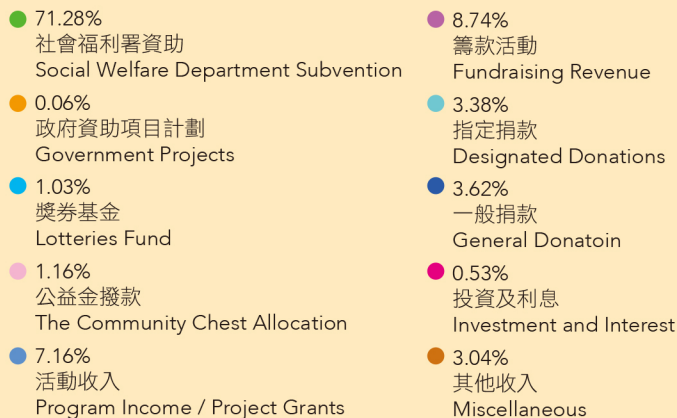 71.28%
社會福利署資助
Social Welfare Department Subvention
0.06%
政府資助項目計劃
Government Projects
1.03%
獎券基金
Lotteries Fund
1.16%
公益金撥款
The Community Chest Allocation
7.16%
活動收入
Program Income / Project Grants
8.74%
籌款活動
Fundraising Revenue
3.38%
指定捐款
Designated Donations
3.62%
一般捐款
General Donatoin
0.53%
投資及利息
Investment and Interest
3.04%
其他收入
Miscellaneous